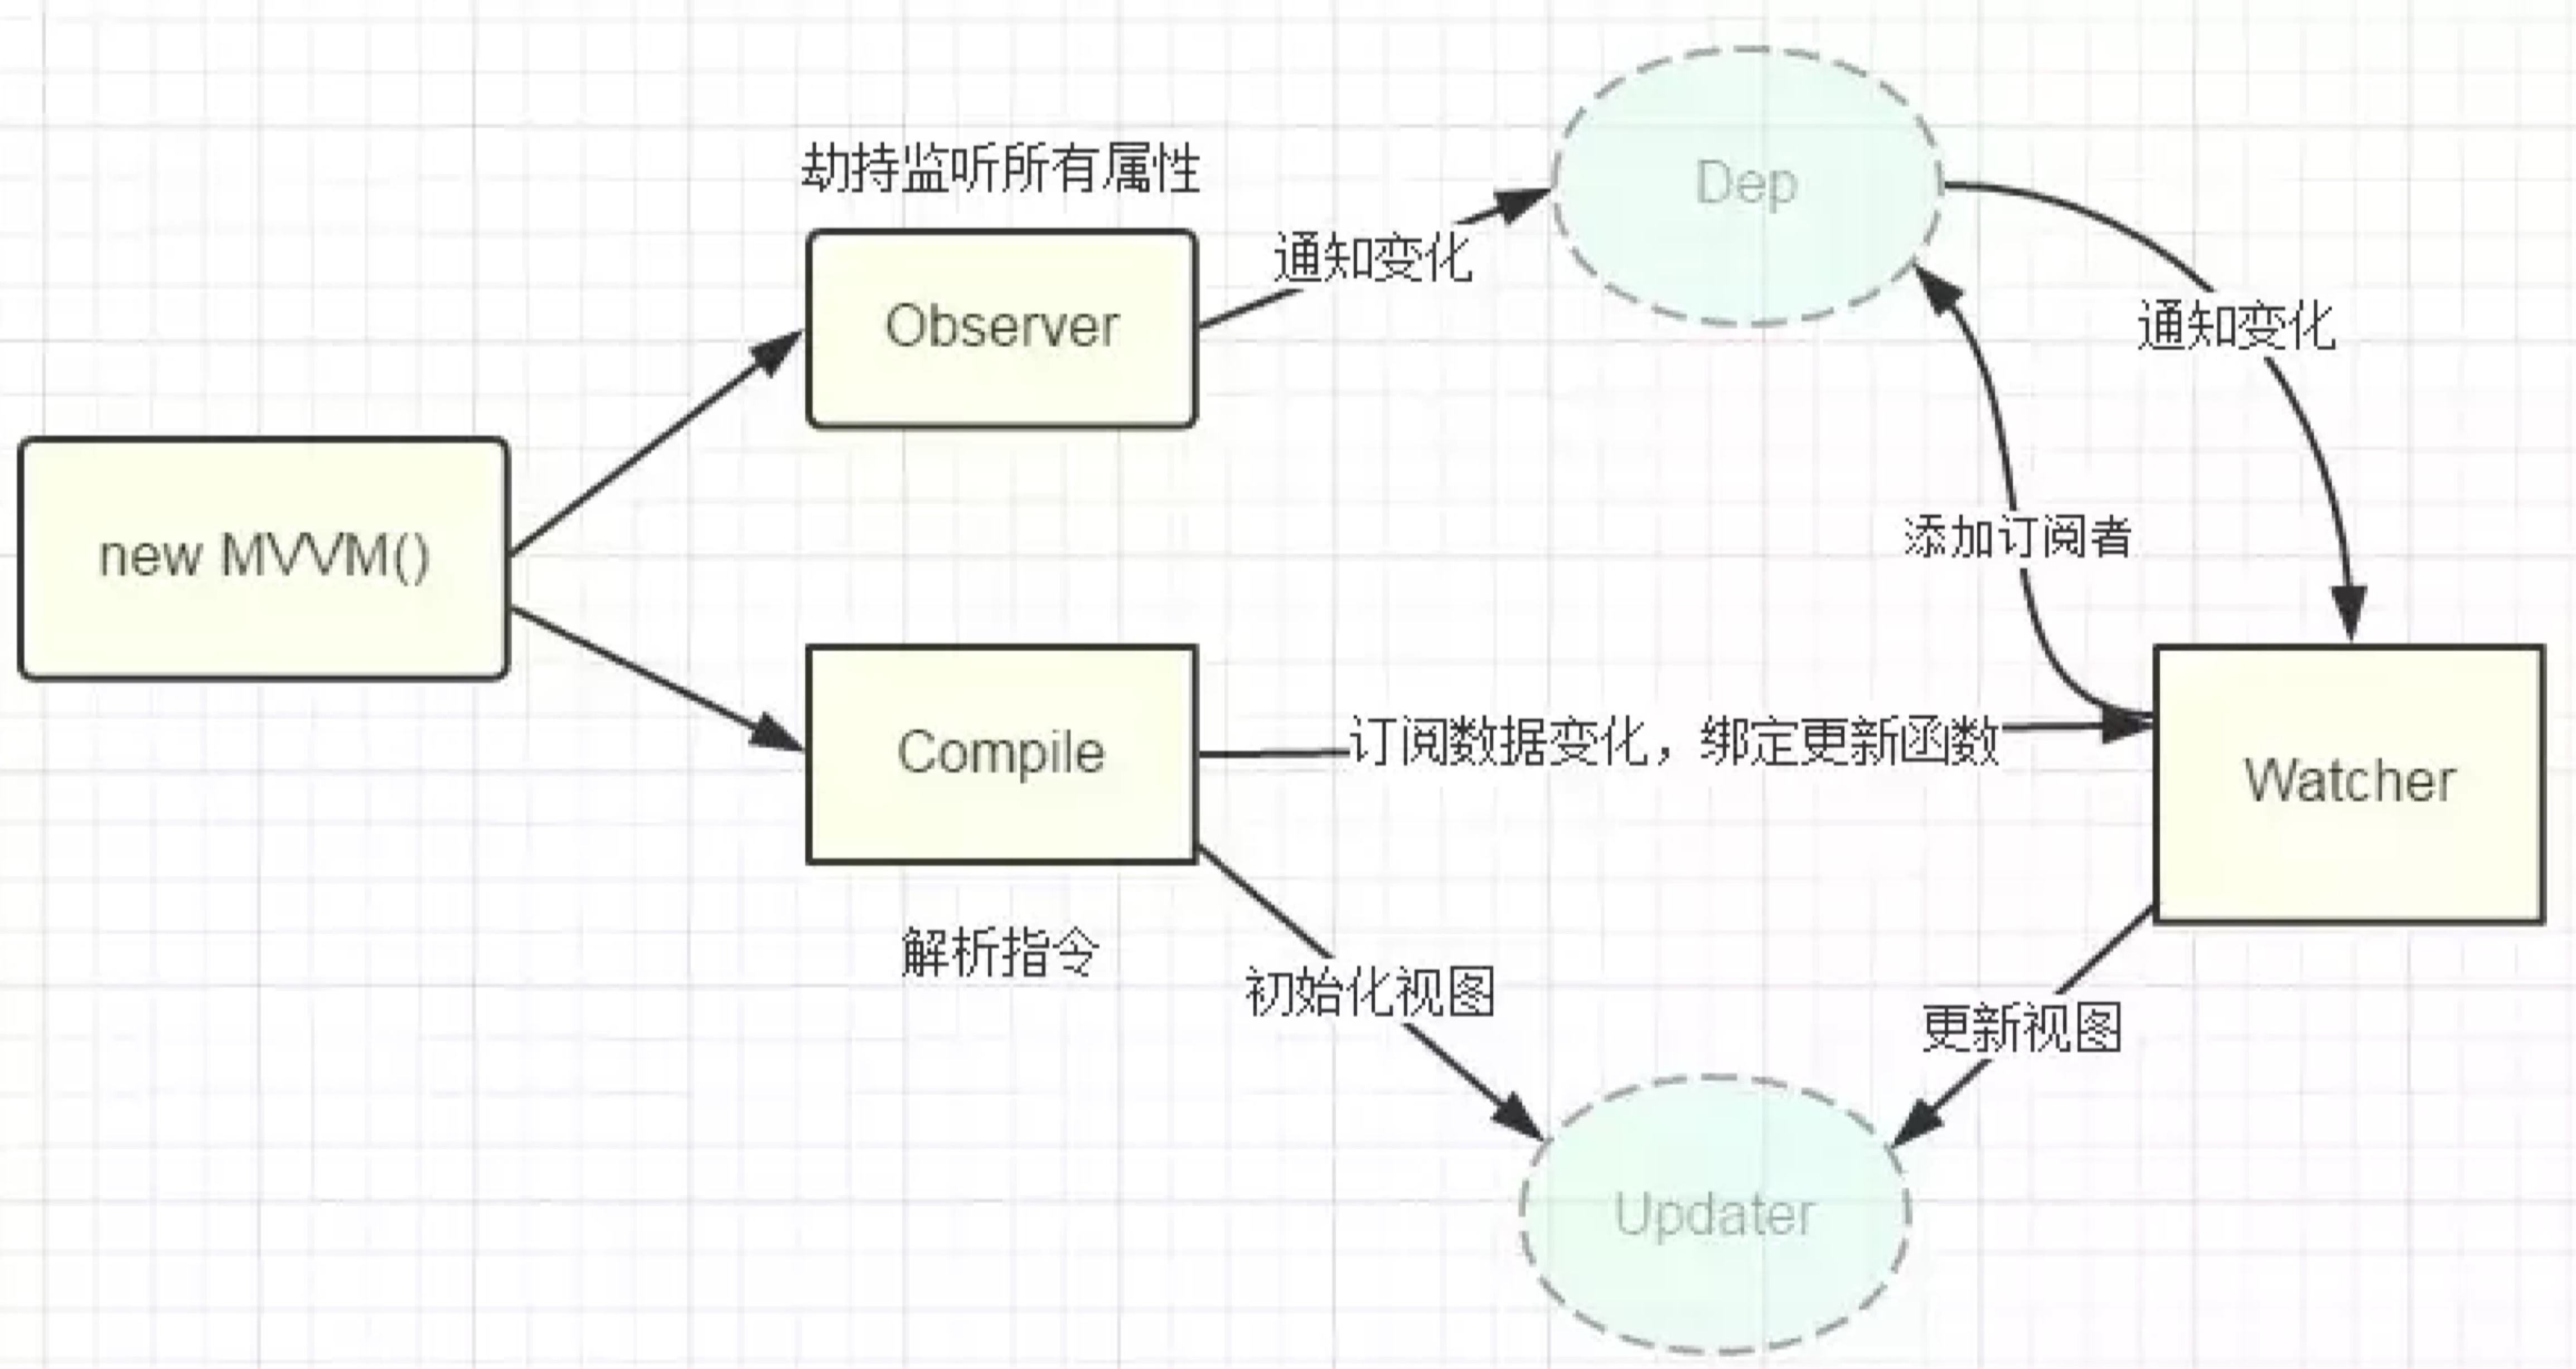 Dep
劫持监听所有属性
通知变化
Observer
通知变化
new MVVM()
添加订阅者
Compile
订阅数据变化，绑定更新函数
Watcher
解析指令
初始化视图
更新视图
Updater